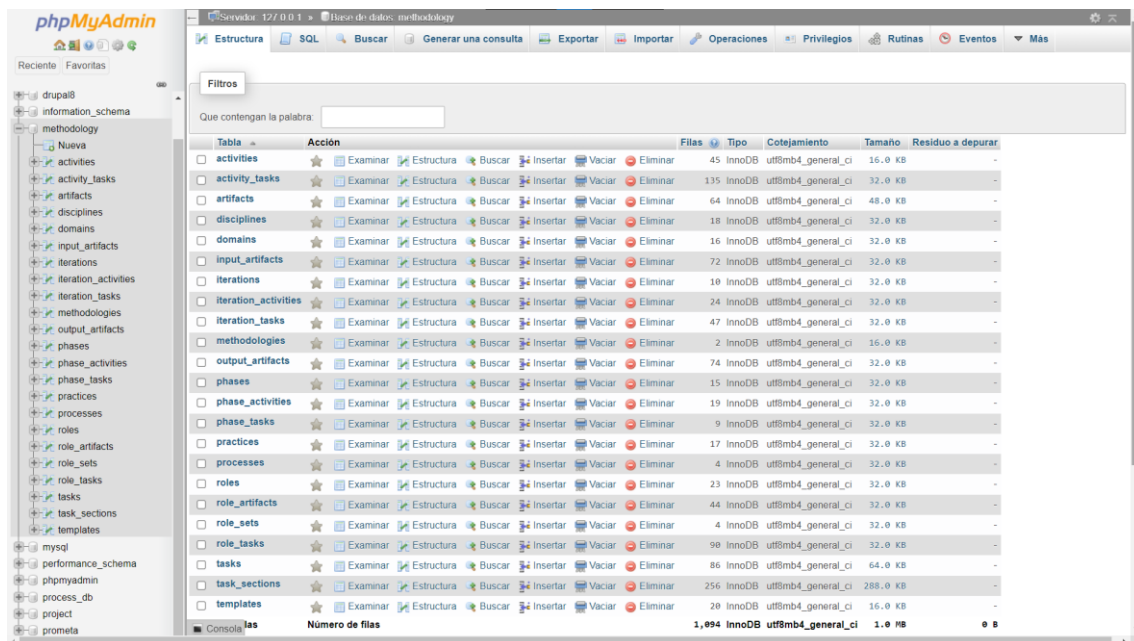 phpMyAdmin
Reciente Favoritas
drupal8
information_schema
methodology
Nueva
activities
activity_tasks
artifacts
disciplines
domains
input_artifacts
iterations
iteration_activities
iteration_tasks
methodologies
output_artifacts
phases
phase_activities
phase_tasks
practices
processes
roles
role_artifacts
role_sets
role_tasks
tasks
task_sections
templates
mysql
performance_schema
phpmyadmin
process_db
project
prometa
Servidor: 127.0.0.1 » Base de datos: methodology
Estructura SQL Buscar Generar una consulta Exportar Importar Operaciones Privilegios Rutinas Eventos Más
Filtros
Que contengan la palabra:
Tabla Acción Filas Tipo Cotejamiento Tamaño Residuo a depurar
activities Examinar Estructura Buscar Insertar Vaciar Eliminar 45 InnoDB utf8mb4_general_ci 16.0 KB -
activity_tasks Examinar Estructura Buscar Insertar Vaciar Eliminar 135 InnoDB utf8mb4_general_ci 32.0 KB -
artifacts Examinar Estructura Buscar Insertar Vaciar Eliminar 64 InnoDB utf8mb4_general_ci 48.0 KB -
disciplines Examinar Estructura Buscar Insertar Vaciar Eliminar 18 InnoDB utf8mb4_general_ci 32.0 KB -
domains Examinar Estructura Buscar Insertar Vaciar Eliminar 16 InnoDB utf8mb4_general_ci 32.0 KB -
input_artifacts Examinar Estructura Buscar Insertar Vaciar Eliminar 72 InnoDB utf8mb4_general_ci 32.0 KB -
iterations Examinar Estructura Buscar Insertar Vaciar Eliminar 10 InnoDB utf8mb4_general_ci 32.0 KB -
iteration_activities Examinar Estructura Buscar Insertar Vaciar Eliminar 24 InnoDB utf8mb4_general_ci 32.0 KB -
iteration_tasks Examinar Estructura Buscar Insertar Vaciar Eliminar 47 InnoDB utf8mb4_general_ci 32.0 KB -
methodologies Examinar Estructura Buscar Insertar Vaciar Eliminar 2 InnoDB utf8mb4_general_ci 16.0 KB -
output_artifacts Examinar Estructura Buscar Insertar Vaciar Eliminar 74 InnoDB utf8mb4_general_ci 32.0 KB -
phases Examinar Estructura Buscar Insertar Vaciar Eliminar 15 InnoDB utf8mb4_general_ci 32.0 KB -
phase_activities Examinar Estructura Buscar Insertar Vaciar Eliminar 19 InnoDB utf8mb4_general_ci 32.0 KB -
phase_tasks Examinar Estructura Buscar Insertar Vaciar Eliminar 9 InnoDB utf8mb4_general_ci 32.0 KB -
practices Examinar Estructura Buscar Insertar Vaciar Eliminar 17 InnoDB utf8mb4_general_ci 32.0 KB -
processes Examinar Estructura Buscar Insertar Vaciar Eliminar 4 InnoDB utf8mb4_general_ci 32.0 KB -
roles Examinar Estructura Buscar Insertar Vaciar Eliminar 23 InnoDB utf8mb4_general_ci 32.0 KB -
role_artifacts Examinar Estructura Buscar Insertar Vaciar Eliminar 44 InnoDB utf8mb4_general_ci 32.0 KB -
role_sets Examinar Estructura Buscar Insertar Vaciar Eliminar 4 InnoDB utf8mb4_general_ci 32.0 KB -
role_tasks Examinar Estructura Buscar Insertar Vaciar Eliminar 90 InnoDB utf8mb4_general_ci 32.0 KB -
tasks Examinar Estructura Buscar Insertar Vaciar Eliminar 86 InnoDB utf8mb4_general_ci 64.0 KB -
task_sections Examinar Estructura Buscar Insertar Vaciar Eliminar 256 InnoDB utf8mb4_general_ci 288.0 KB -
templates Examinar Estructura Buscar Insertar Vaciar Eliminar 20 InnoDB utf8mb4_general_ci 16.0 KB -
Consola las Número de filas 1,094 InnoDB utf8mb4_general_ci 1.0 MB 0 B